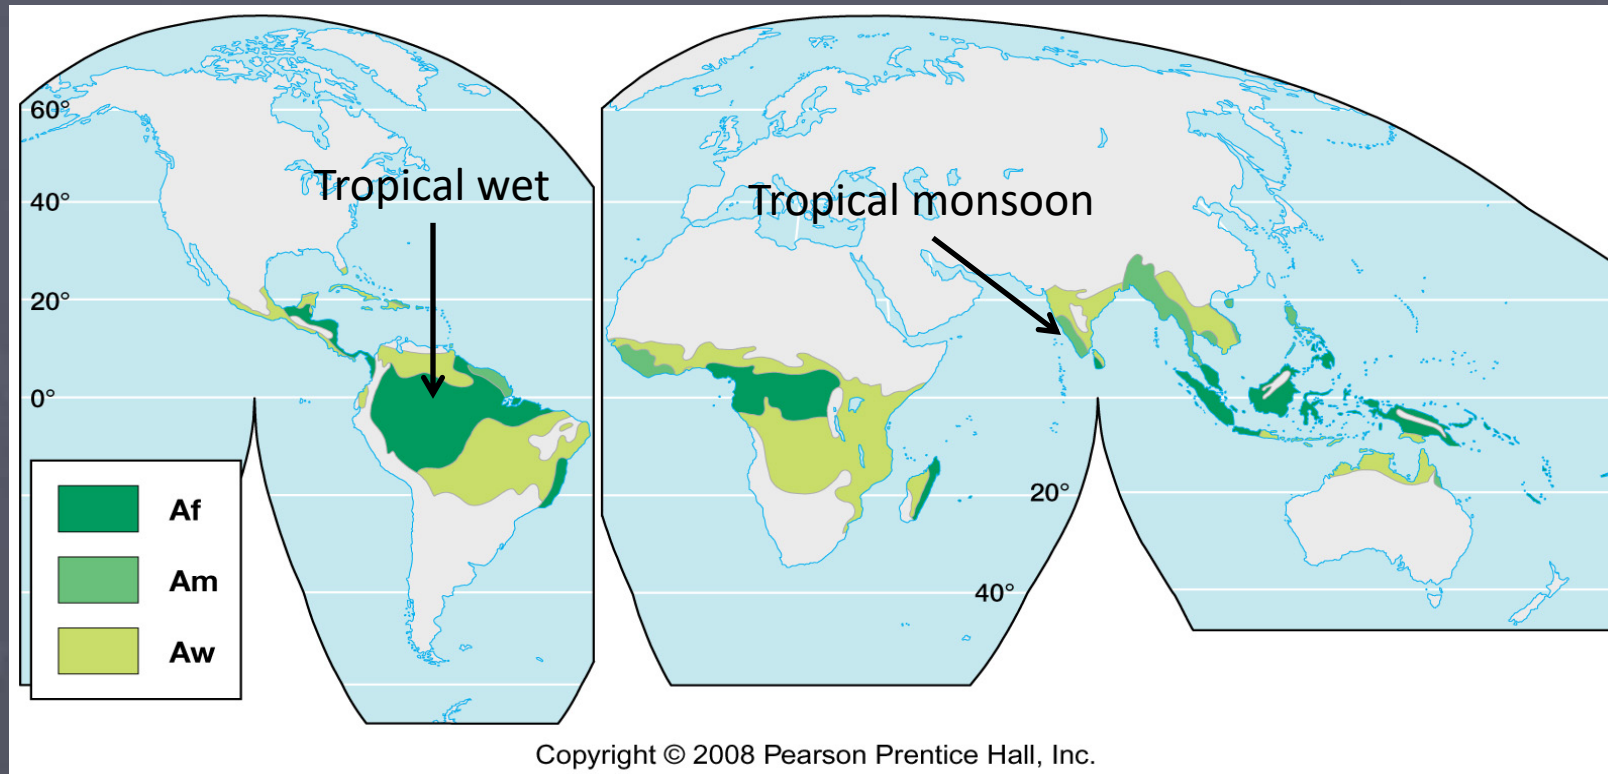 60°
Tropical wet
40°
Tropical monsoon
20°
0°
20°
40°
Af
Am
Aw
Copyright © 2008 Pearson Prentice Hall, Inc.